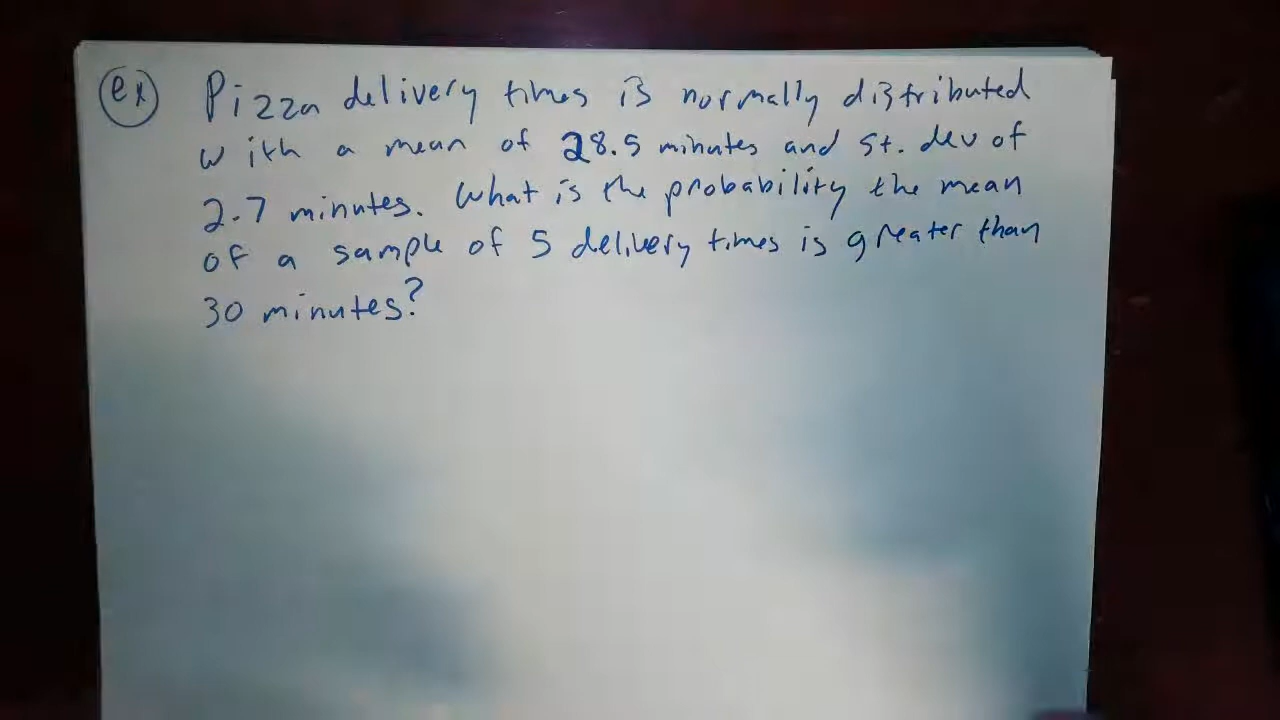 ex Pizza delivery times is normally distributed
with a mean of 28.5 minutes and st. dev of
2.7 minutes. What is the probability the mean
of a sample of 5 delivery times is greater than
30 minutes?